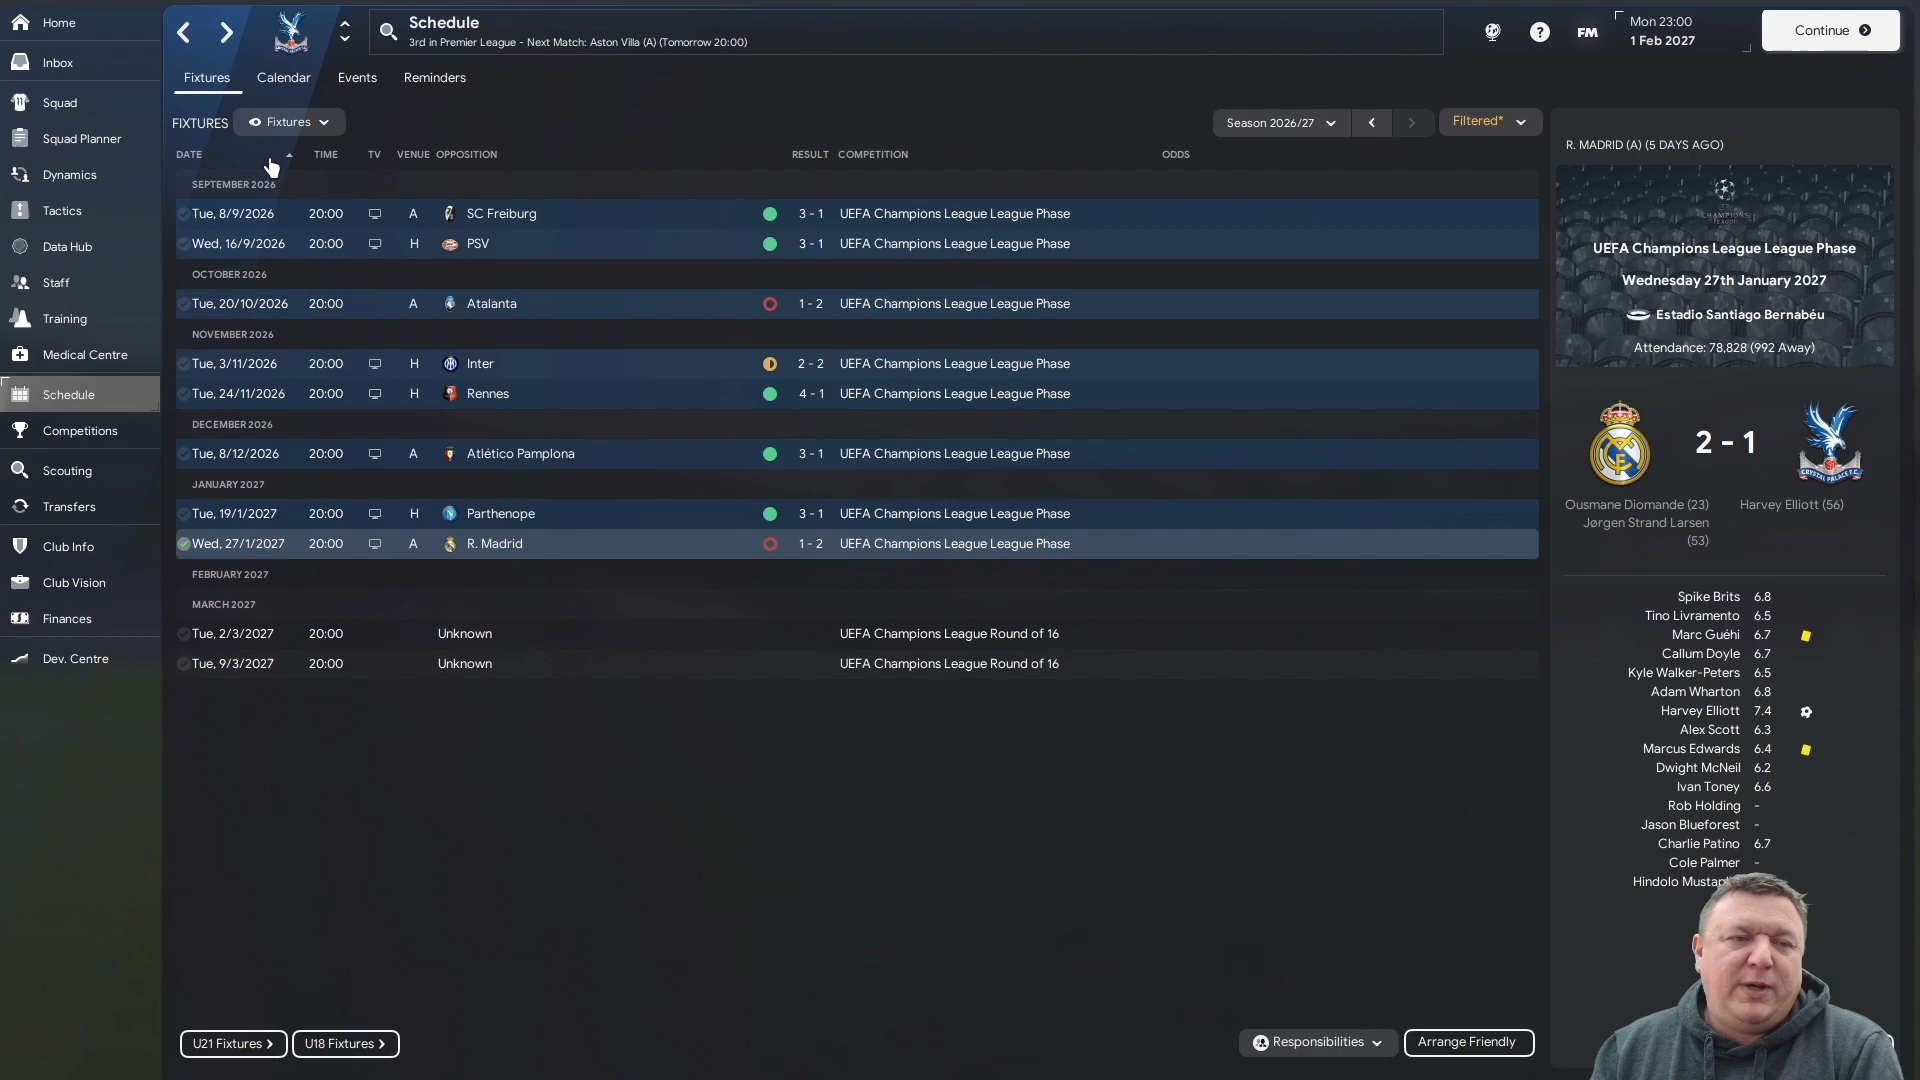 Home
Inbox
Squad
Squad Planner
Dynamics
Tactics
Data Hub
Staff
Training
Medical Centre
Schedule
Competitions
Scouting
Transfers
Club Info
Club Vision
Finances
Dev. Centre
Schedule
3rd in Premier League - Next Match: Aston Villa (A) (Tomorrow 20:00)
FM
Mon 23:00
1 Feb 2027
Continue
Fixtures Calendar Events Reminders
FIXTURES Fixtures Season 2026/27 Filtered*
DATE TIME TV VENUE OPPOSITION RESULT COMPETITION ODDS
SEPTEMBER 2026
Tue, 8/9/2026 20:00 A SC Freiburg 3 - 1 UEFA Champions League League Phase
Wed, 16/9/2026 20:00 H PSV 3 - 1 UEFA Champions League League Phase
OCTOBER 2026
Tue, 20/10/2026 20:00 A Atalanta 1 - 2 UEFA Champions League League Phase
NOVEMBER 2026
Tue, 3/11/2026 20:00 H Inter 2 - 2 UEFA Champions League League Phase
Tue, 24/11/2026 20:00 H Rennes 4 - 1 UEFA Champions League League Phase
DECEMBER 2026
Tue, 8/12/2026 20:00 A Atlético Pamplona 3 - 1 UEFA Champions League League Phase
JANUARY 2027
Tue, 19/1/2027 20:00 H Parthenope 3 - 1 UEFA Champions League League Phase
Wed, 27/1/2027 20:00 A R. Madrid 1 - 2 UEFA Champions League League Phase
FEBRUARY 2027
MARCH 2027
Tue, 2/3/2027 20:00 Unknown UEFA Champions League Round of 16
Tue, 9/3/2027 20:00 Unknown UEFA Champions League Round of 16
U21 Fixtures U18 Fixtures Responsibilities Arrange Friendly
R. MADRID (A) (5 DAYS AGO)
CHAMPIONS LEAGUE
UEFA Champions League League Phase
Wednesday 27th January 2027
Estadio Santiago Bernabéu
Attendance: 78,828 (992 Away)
2 - 1
CRYSTAL PALACE F.C.
Ousmane Diomande (23) Harvey Elliott (56)
Jørgen Strand Larsen
(53)
Spike Brits 6.8
Tino Livramento 6.5
Marc Guéhi 6.7
Callum Doyle 6.7
Kyle Walker-Peters 6.5
Adam Wharton 6.8
Harvey Elliott 7.4
Alex Scott 6.3
Marcus Edwards 6.4
Dwight McNeil 6.2
Ivan Toney 6.6
Rob Holding -
Jason Blueforest -
Charlie Patino 6.7
Cole Palmer -
Hindolo